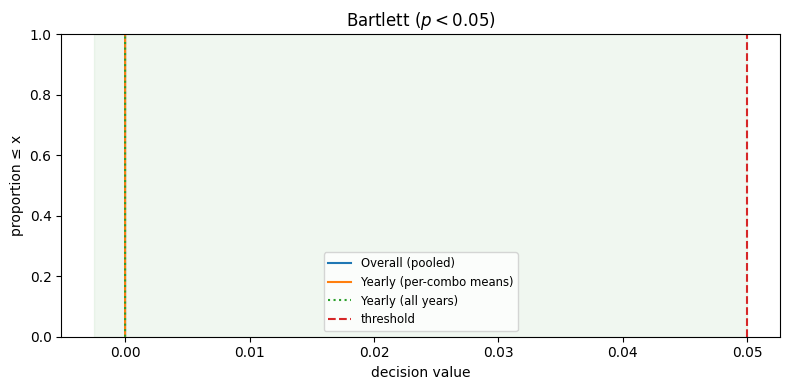 Bartlett (p < 0.05)
1.0
0.8
0.6
0.4
0.2
0.0
proportion ≤ x
Overall (pooled)
Yearly (per-combo means)
Yearly (all years)
threshold
0.00 0.01 0.02 0.03 0.04 0.05
decision value